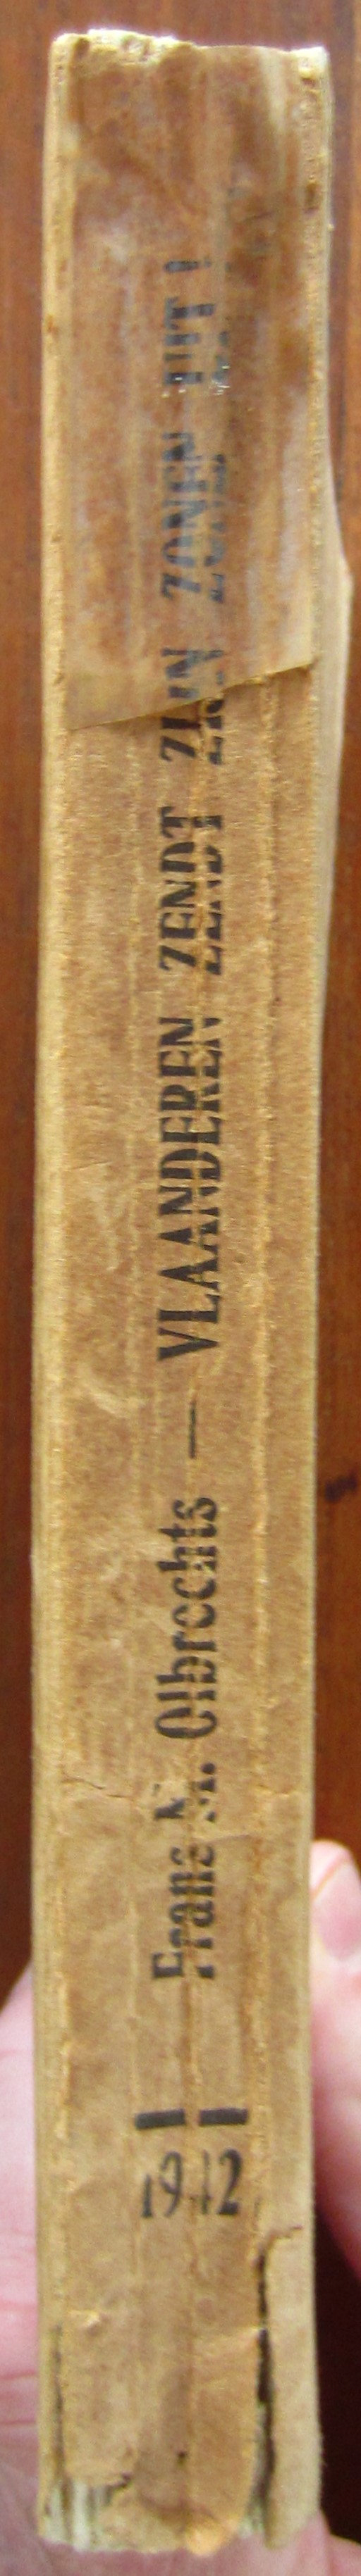 Frans M. Olbrechts — VLAANDEREN ZENDT ZIJN ZONEN UIT!
1942